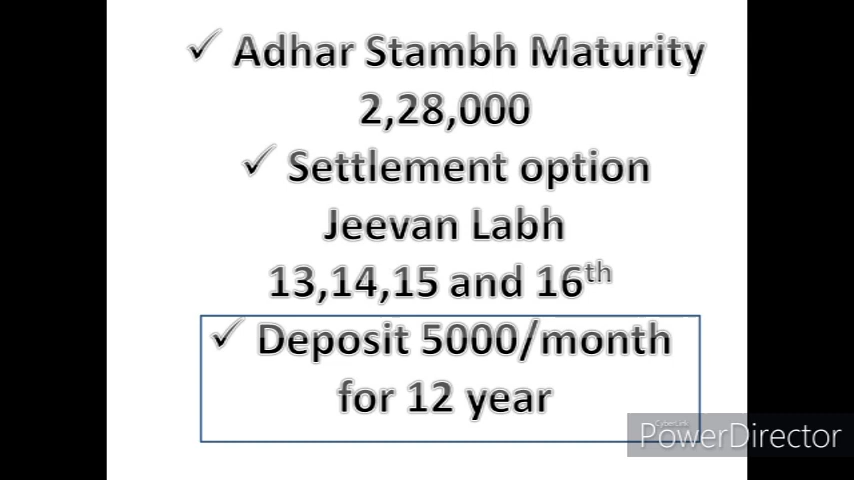 ✓ Adhar Stambh Maturity
2,28,000
✓ Settlement option
Jeevan Labh
13,14,15 and 16th
✓ Deposit 5000/month
for 12 year
CyberLink
PowerDirector